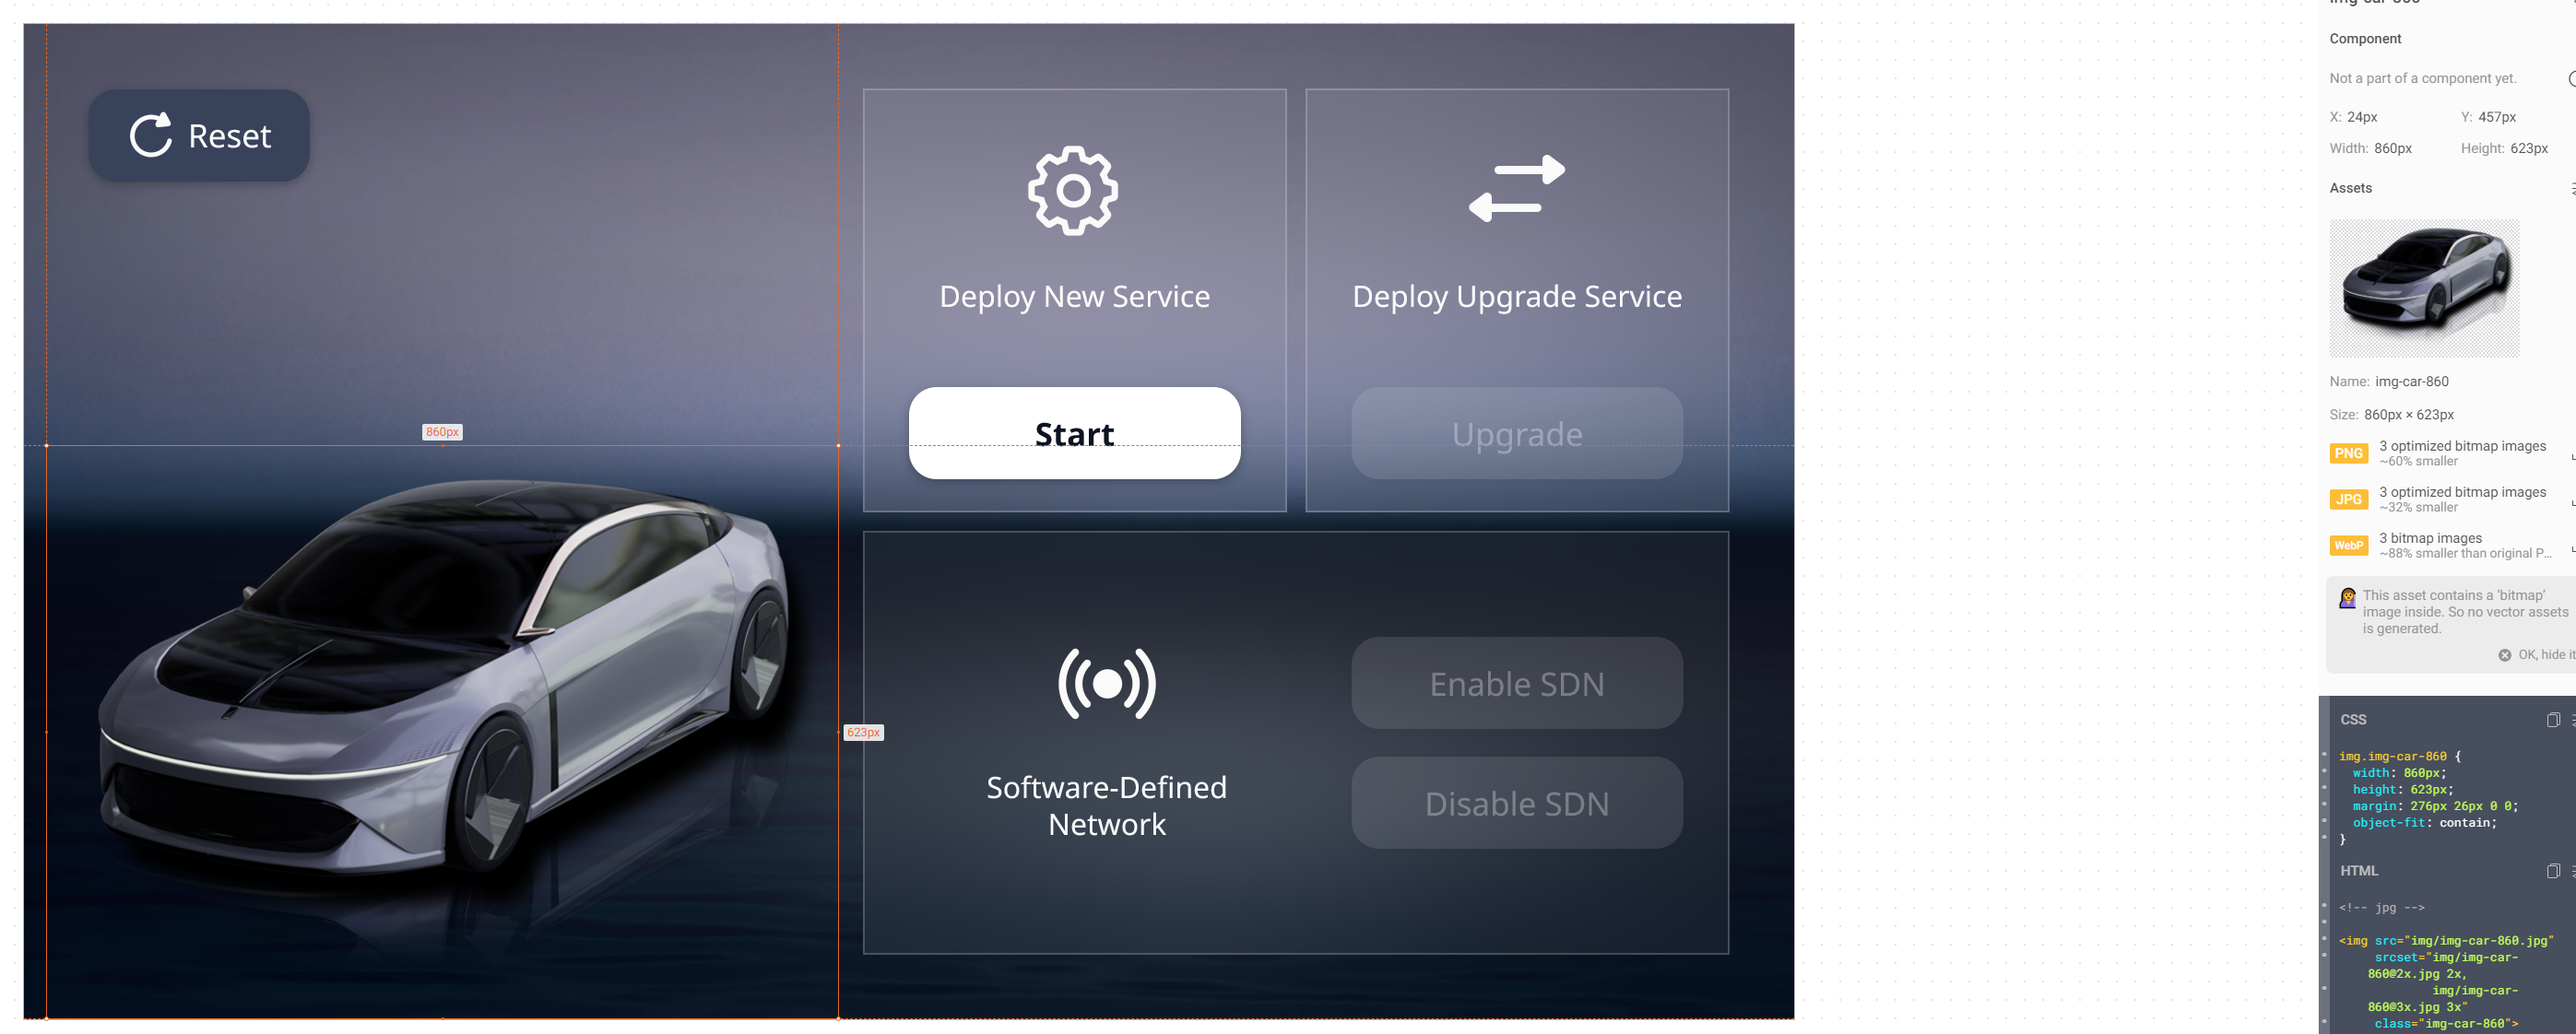 Reset
Deploy New Service
Start
Deploy Upgrade Service
Upgrade
860px
623px
Software-Defined
Network
Enable SDN
Disable SDN
Component
Not a part of a component yet.
X: 24px Y: 457px
Width: 860px Height: 623px
Assets
Name: img-car-860
Size: 860px × 623px
PNG 3 optimized bitmap images
~60% smaller
JPG 3 optimized bitmap images
~32% smaller
WebP 3 bitmap images
~88% smaller than original P...
This asset contains a 'bitmap'
image inside. So no vector assets
is generated.
OK, hide it
CSS
img.img-car-860 {
width: 860px;
height: 623px;
margin: 276px 26px 0 0;
object-fit: contain;
}
HTML
<!-- jpg -->
<img src="img/img-car-860.jpg"
srcset="img/img-car-
860@2x.jpg 2x,
img/img-car-
860@3x.jpg 3x"
class="img-car-860">